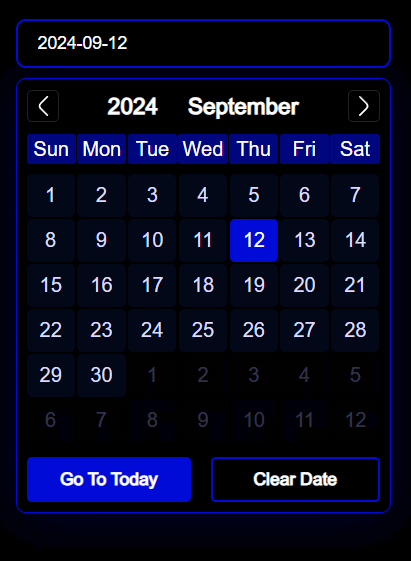 2024-09-12
2024 September
Sun Mon Tue Wed Thu Fri Sat
1 2 3 4 5 6 7
8 9 10 11 12 13 14
15 16 17 18 19 20 21
22 23 24 25 26 27 28
29 30 1 2 3 4 5
6 7 8 9 10 11 12
Go To Today Clear Date